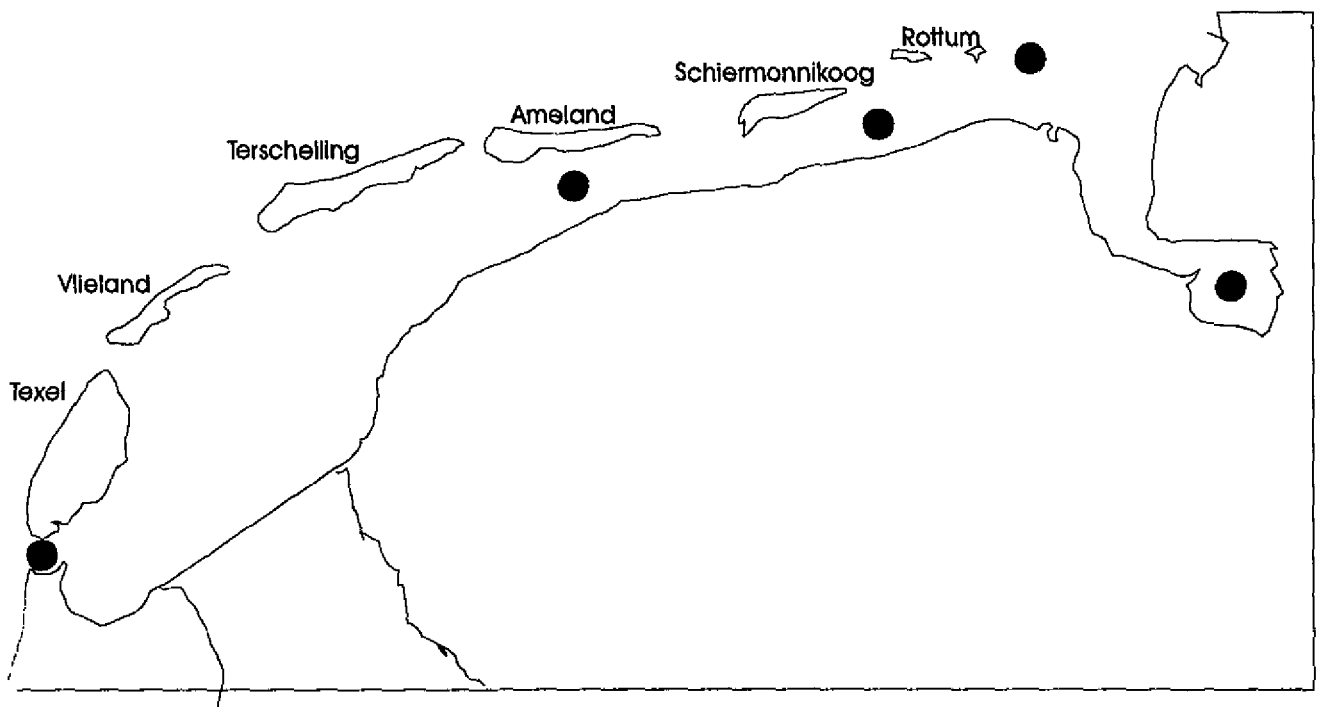 Rottum
Schiermonnikoog
Ameland
Terschelling
Vlieland
Texel